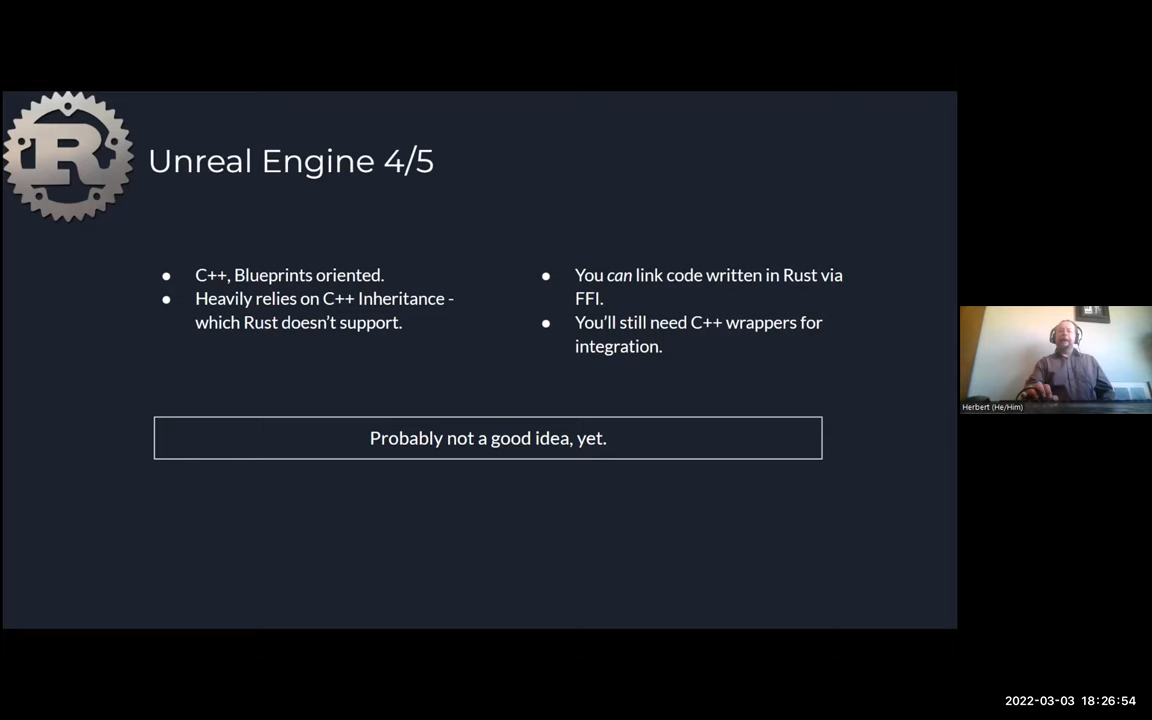 R
Unreal Engine 4/5
● C++, Blueprints oriented.
● Heavily relies on C++ Inheritance -
which Rust doesn’t support.
● You can link code written in Rust via
FFI.
● You’ll still need C++ wrappers for
integration.
Probably not a good idea, yet.
Herbert (He/Him)
2022-03-03 18:26:54